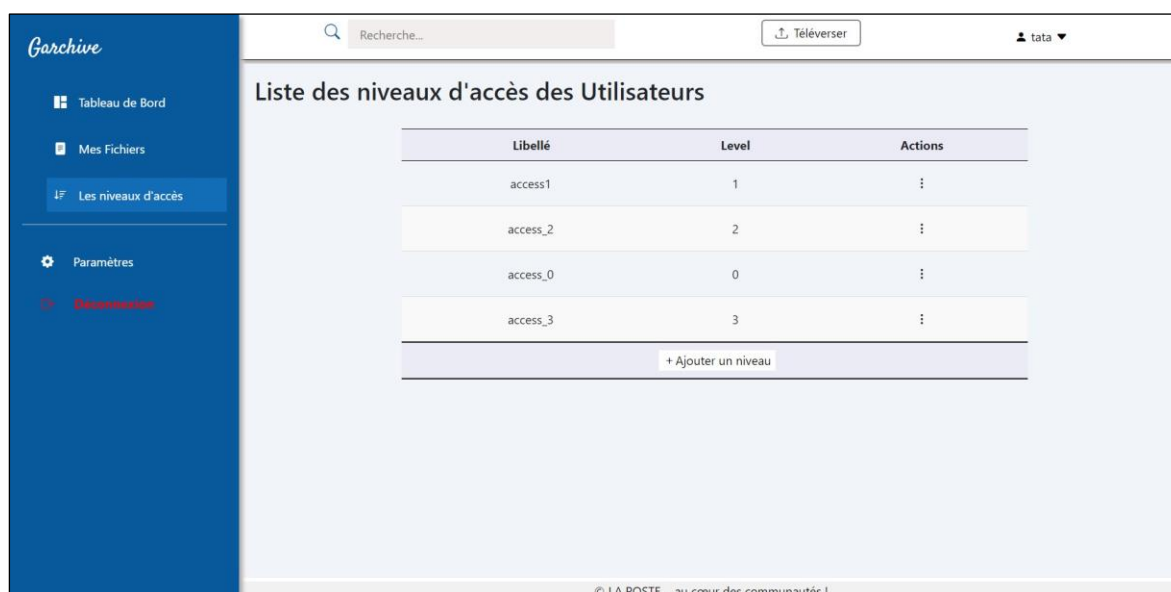 Garchive
Recherche...
Téléverser
tata
Tableau de Bord
Mes Fichiers
Les niveaux d'accès
Paramètres
Déconnexion
Liste des niveaux d'accès des Utilisateurs
Libellé Level Actions
access1 1
access_2 2
access_0 0
access_3 3
+ Ajouter un niveau
© LA POSTE... au cœur des communautés !